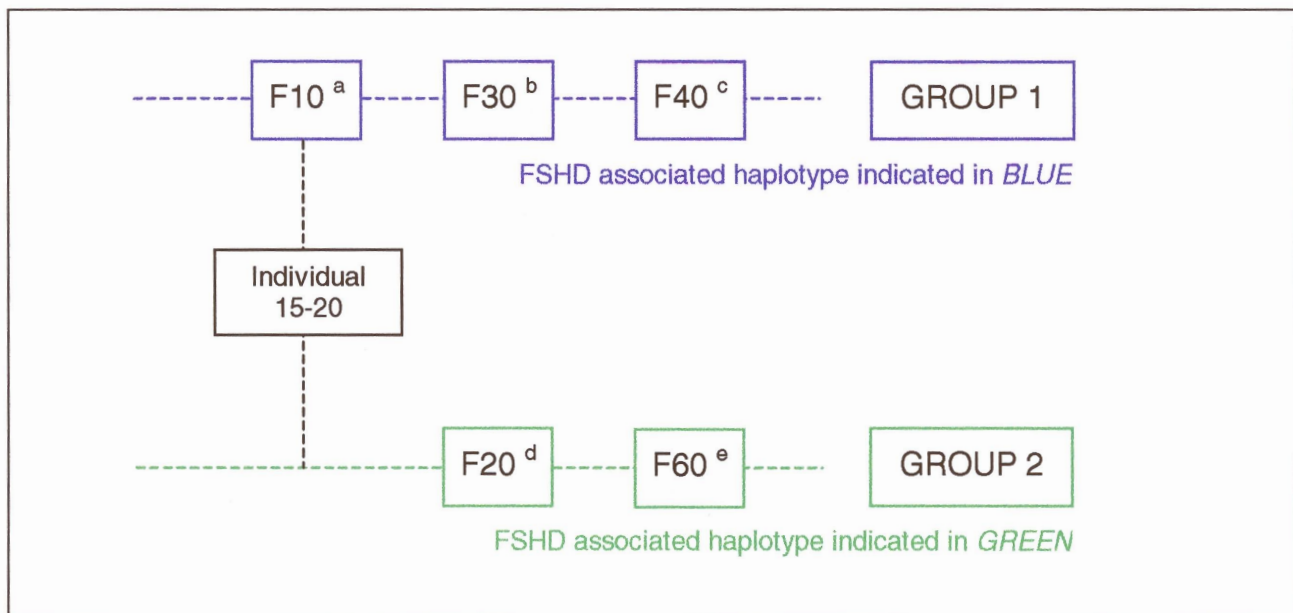 F10 a F30 b F40 c GROUP 1
FSHD associated haplotype indicated in BLUE
Individual
15-20
F20 d F60 e GROUP 2
FSHD associated haplotype indicated in GREEN